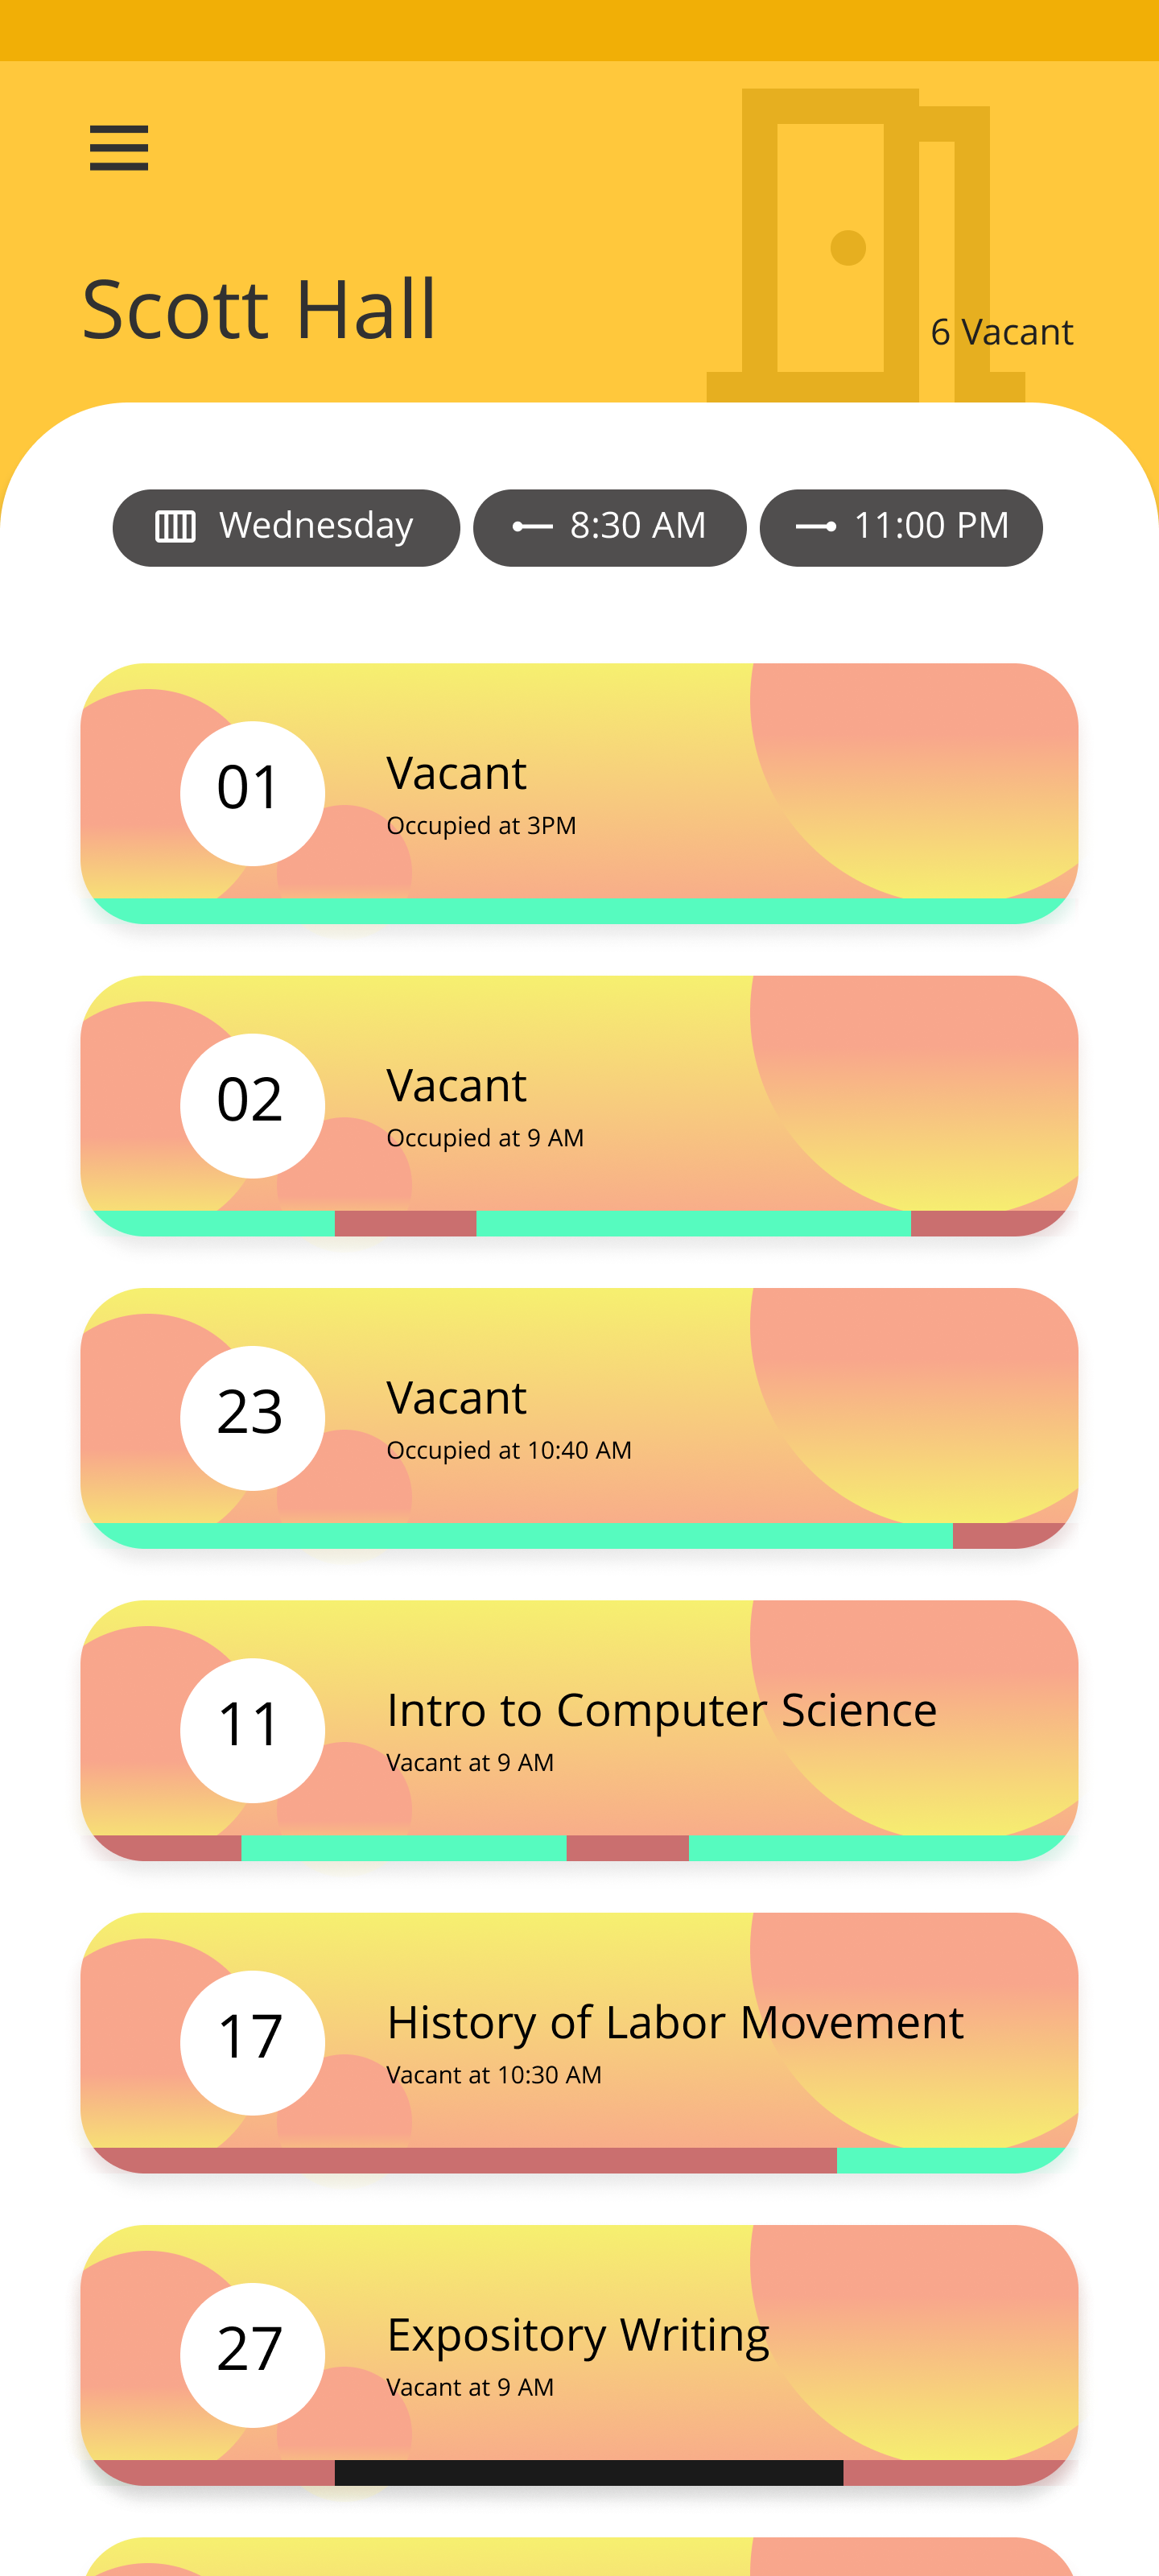 Scott Hall
6 Vacant
Wednesday
8:30 AM
11:00 PM
01
Vacant
Occupied at 3PM
02
Vacant
Occupied at 9 AM
23
Vacant
Occupied at 10:40 AM
11
Intro to Computer Science
Vacant at 9 AM
17
History of Labor Movement
Vacant at 10:30 AM
27
Expository Writing
Vacant at 9 AM